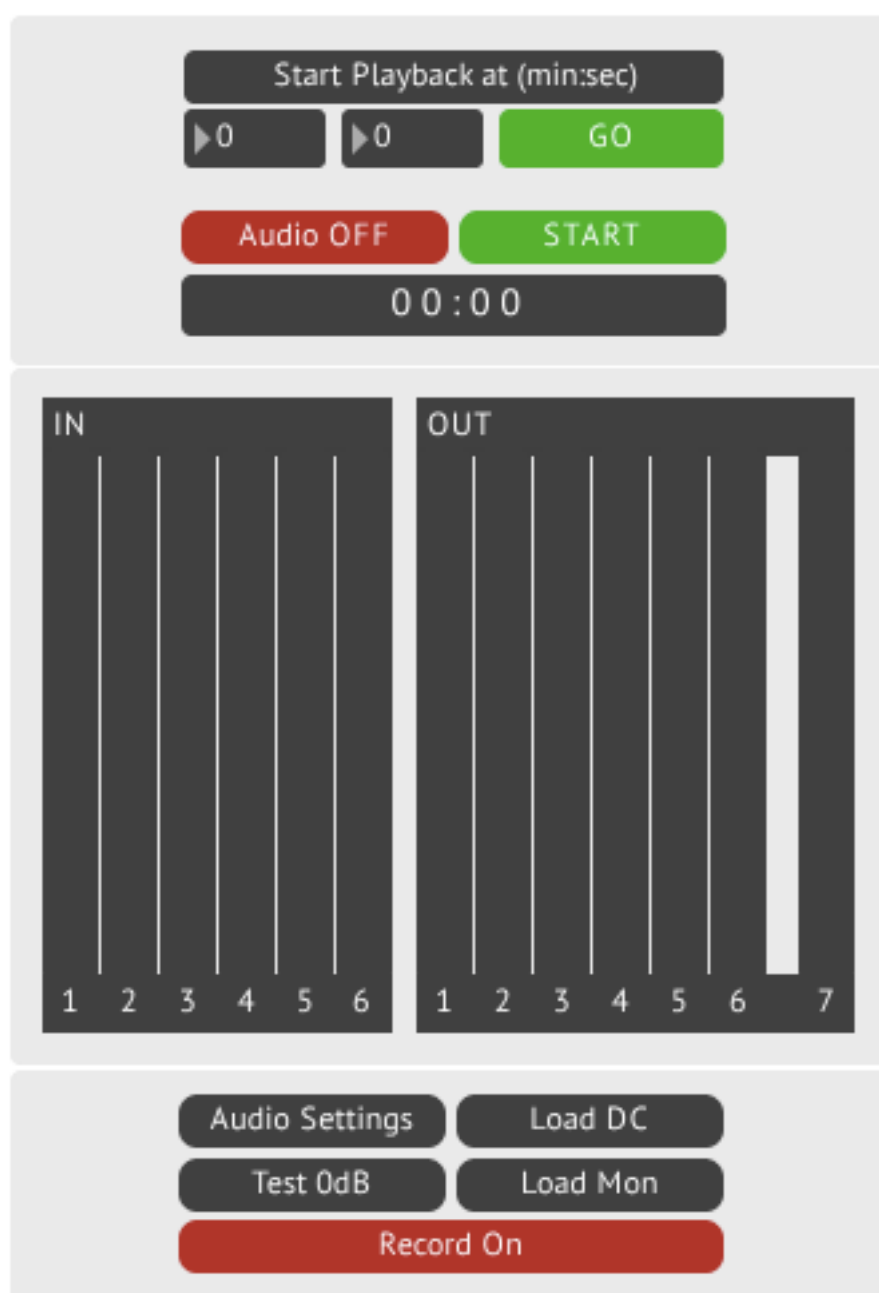 Start Playback at (min:sec)
0 0 GO
Audio OFF START
00:00
IN OUT
1 2 3 4 5 6 1 2 3 4 5 6 7
Audio Settings Load DC
Test 0dB Load Mon
Record On